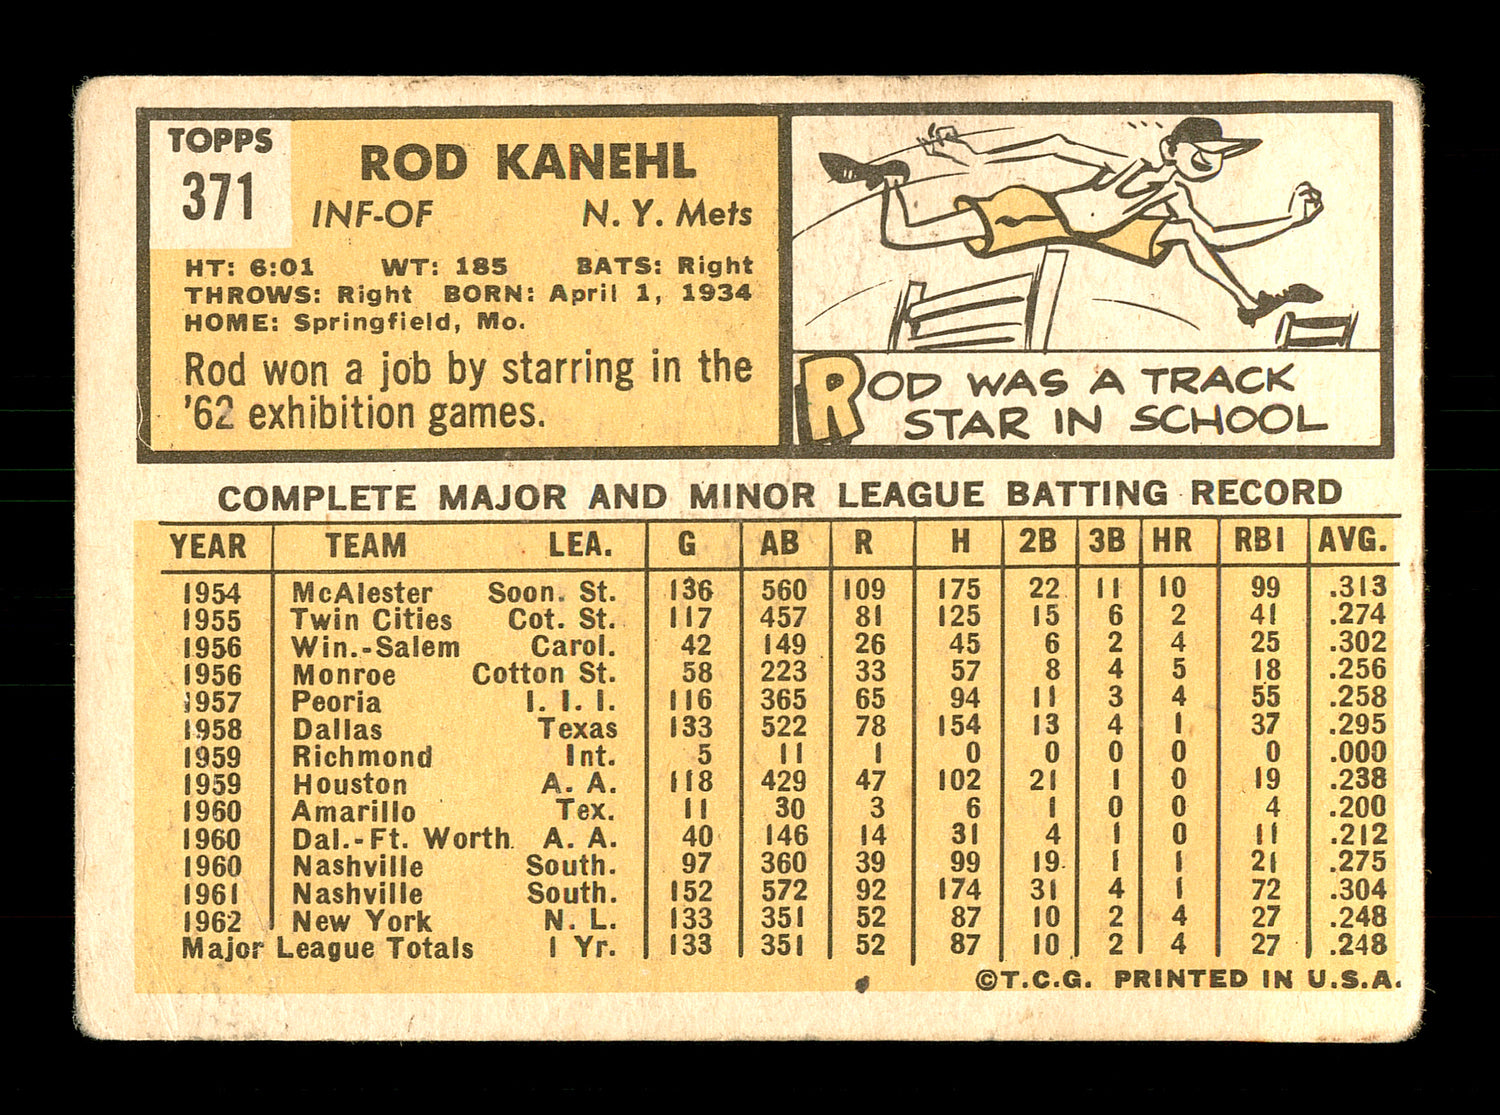 TOPPS
371
ROD KANEHL
INF-OF N. Y. Mets
HT: 6:01 WT: 185 BATS: Right
THROWS: Right BORN: April 1, 1934
HOME: Springfield, Mo.
Rod won a job by starring in the
'62 exhibition games.
ROD WAS A TRACK
STAR IN SCHOOL
COMPLETE MAJOR AND MINOR LEAGUE BATTING RECORD
YEAR TEAM LEA. G AB R H 2B 3B HR RBI AVG.
1954 McAlester Soon. St. 136 560 109 175 22 11 10 99 .313
1955 Twin Cities Cot. St. 117 457 81 125 15 6 2 41 .274
1956 Win.-Salem Carol. 42 149 26 45 6 2 4 25 .302
1956 Monroe Cotton St. 58 223 33 57 8 4 5 18 .256
1957 Peoria I. I. I. 116 365 65 94 11 3 4 55 .258
1958 Dallas Texas 133 522 78 154 13 4 1 37 .295
1959 Richmond Int. 5 11 1 0 0 0 0 0 .000
1959 Houston A. A. 118 429 47 102 21 1 0 19 .238
1960 Amarillo Tex. 11 30 3 6 1 0 0 4 .200
1960 Dal.-Ft. Worth A. A. 40 146 14 31 4 1 0 11 .212
1960 Nashville South. 97 360 39 99 19 1 1 21 .275
1961 Nashville South. 152 572 92 174 31 4 1 72 .304
1962 New York N. L. 133 351 52 87 10 2 4 27 .248
Major League Totals 1 Yr. 133 351 52 87 10 2 4 27 .248
©T.C.G. PRINTED IN U.S.A.